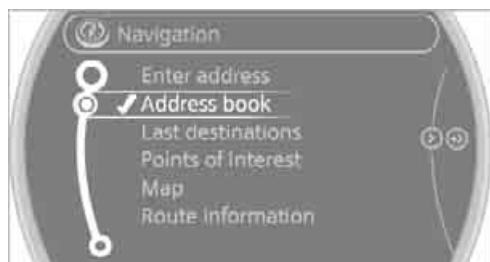 Navigation
Enter address
Address book
Last destinations
Points of Interest
Map
Route information